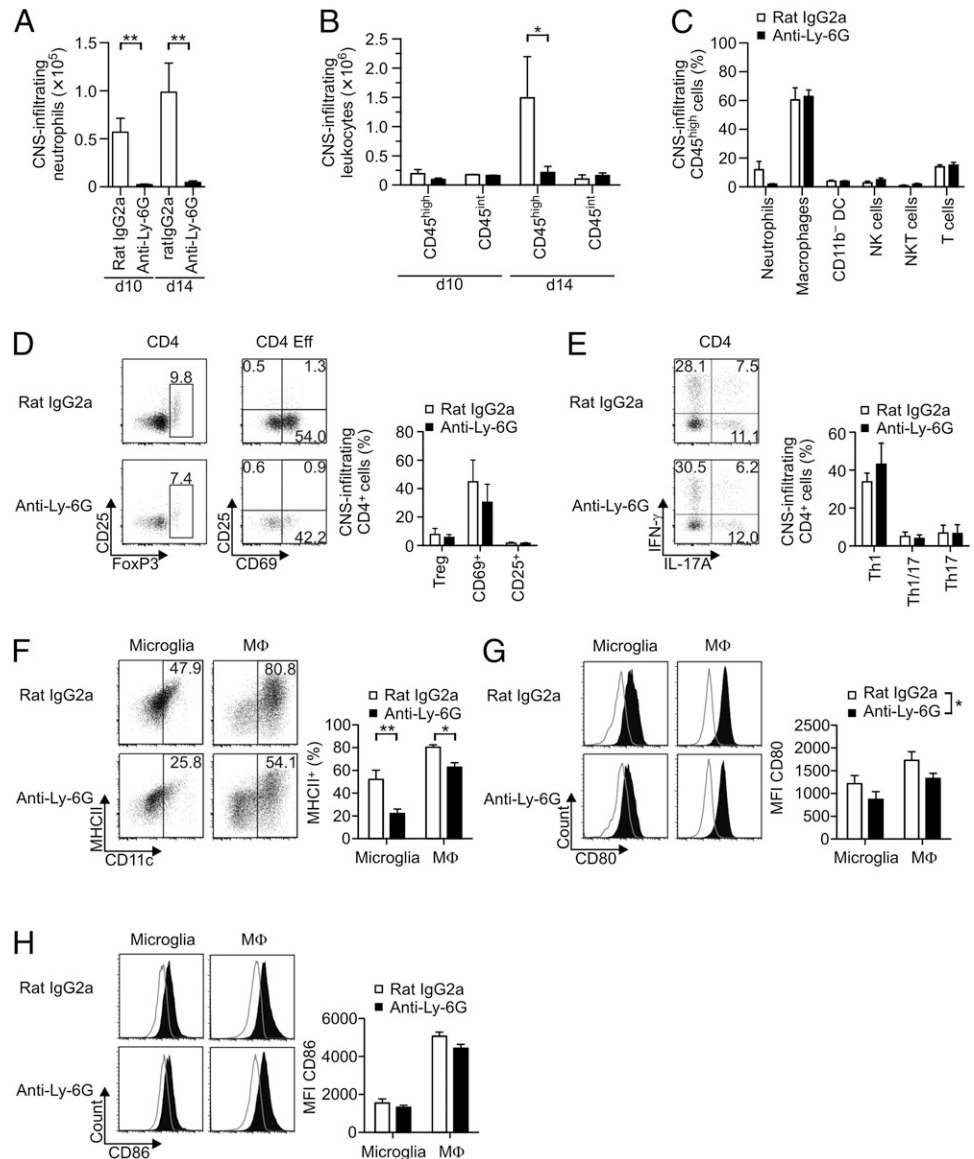 A
CNS-infiltrating
neutrophils (×10⁵)
1.5
1.0
0.5
0
**
**
Rat IgG2a
Anti-Ly-6G
ratIgG2a
Anti-Ly-6G
d10
d14
B
CNS-infiltrating
leukocytes (×10⁶)
2.5
2.0
1.5
1.0
0.5
0
*
CD45ʰⁱᵍʰ
CD45ⁱⁿᵗ
CD45ʰⁱᵍʰ
CD45ⁱⁿᵗ
d10
d14
C
Rat IgG2a
Anti-Ly-6G
CNS-infiltrating
CD45ʰⁱᵍʰ cells (%)
100
80
60
40
20
0
Neutrophils
Macrophages
CD11b⁻ DC
NK cells
NKT cells
T cells
D
CD4
CD4 Eff
Rat IgG2a
9.8
0.5
1.3
54.0
Anti-Ly-6G
7.4
0.6
0.9
42.2
CD25
FoxP3
CD25
CD69
Rat IgG2a
Anti-Ly-6G
CNS-infiltrating
CD4⁺ cells (%)
80
60
40
20
0
Treg
CD69⁺
CD25⁺
E
CD4
Rat IgG2a
28.1
7.5
11.1
Anti-Ly-6G
30.5
6.2
12.0
IFN-γ
IL-17A
Rat IgG2a
Anti-Ly-6G
CNS-infiltrating
CD4⁺ cells (%)
80
60
40
20
0
Th1
Th1/17
Th17
F
Microglia
MΦ
Rat IgG2a
47.9
80.8
Anti-Ly-6G
25.8
54.1
MHCII
CD11c
Rat IgG2a
Anti-Ly-6G
MHCII⁺ (%)
100
80
60
40
20
0
**
*
Microglia
MΦ
G
Microglia
MΦ
Rat IgG2a
Anti-Ly-6G
Count
CD80
Rat IgG2a
Anti-Ly-6G
*
MFI CD80
2500
2000
1500
1000
500
0
Microglia
MΦ
H
Microglia
MΦ
Rat IgG2a
Anti-Ly-6G
Count
CD86
Rat IgG2a
Anti-Ly-6G
MFI CD86
6000
4000
2000
0
Microglia
MΦ